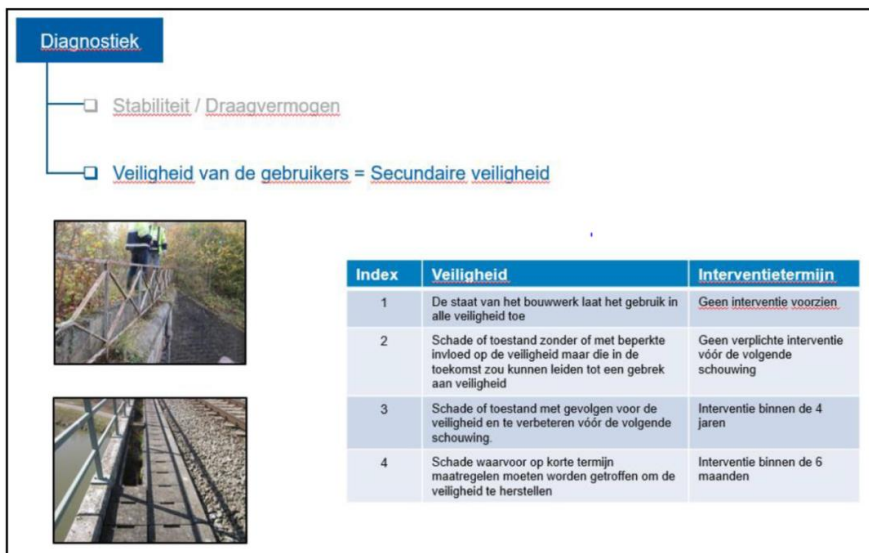 Diagnostiek
Stabiliteit / Draagvermogen
Veiligheid van de gebruikers = Secundaire veiligheid
Index Veiligheid Interventietermijn
1 De staat van het bouwwerk laat het gebruik in Geen interventie voorzien
alle veiligheid toe
2 Schade of toestand zonder of met beperkte Geen verplichte interventie
invloed op de veiligheid maar die in de vóór de volgende
toekomst zou kunnen leiden tot een gebrek schouwing
aan veiligheid
3 Schade of toestand met gevolgen voor de Interventie binnen de 4
veiligheid en te verbeteren vóór de volgende jaren
schouwing.
4 Schade waarvoor op korte termijn Interventie binnen de 6
maatregelen moeten worden getroffen om de maanden
veiligheid te herstellen